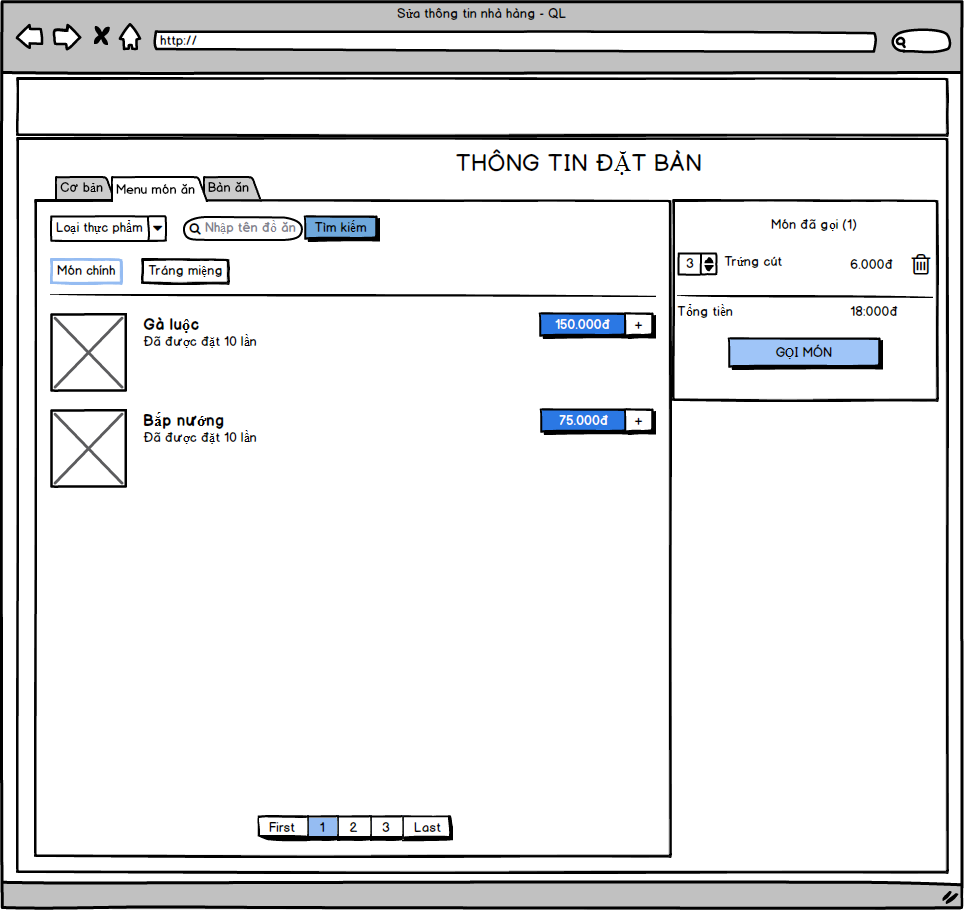 Sửa thông tin nhà hàng - QL
http://
THÔNG TIN ĐẶT BÀN
Cơ bản
Menu món ăn
Bàn ăn
Loại thực phẩm
Nhập tên đồ ăn
Tìm kiếm
Món chính
Tráng miệng
Gà luộc
Đã được đặt 10 lần
150.000đ +
Bắp nướng
Đã được đặt 10 lần
75.000đ +
First 1 2 3 Last
Món đã gọi (1)
3 Trứng cút 6.000đ
Tổng tiền 18:000đ
GỌI MÓN